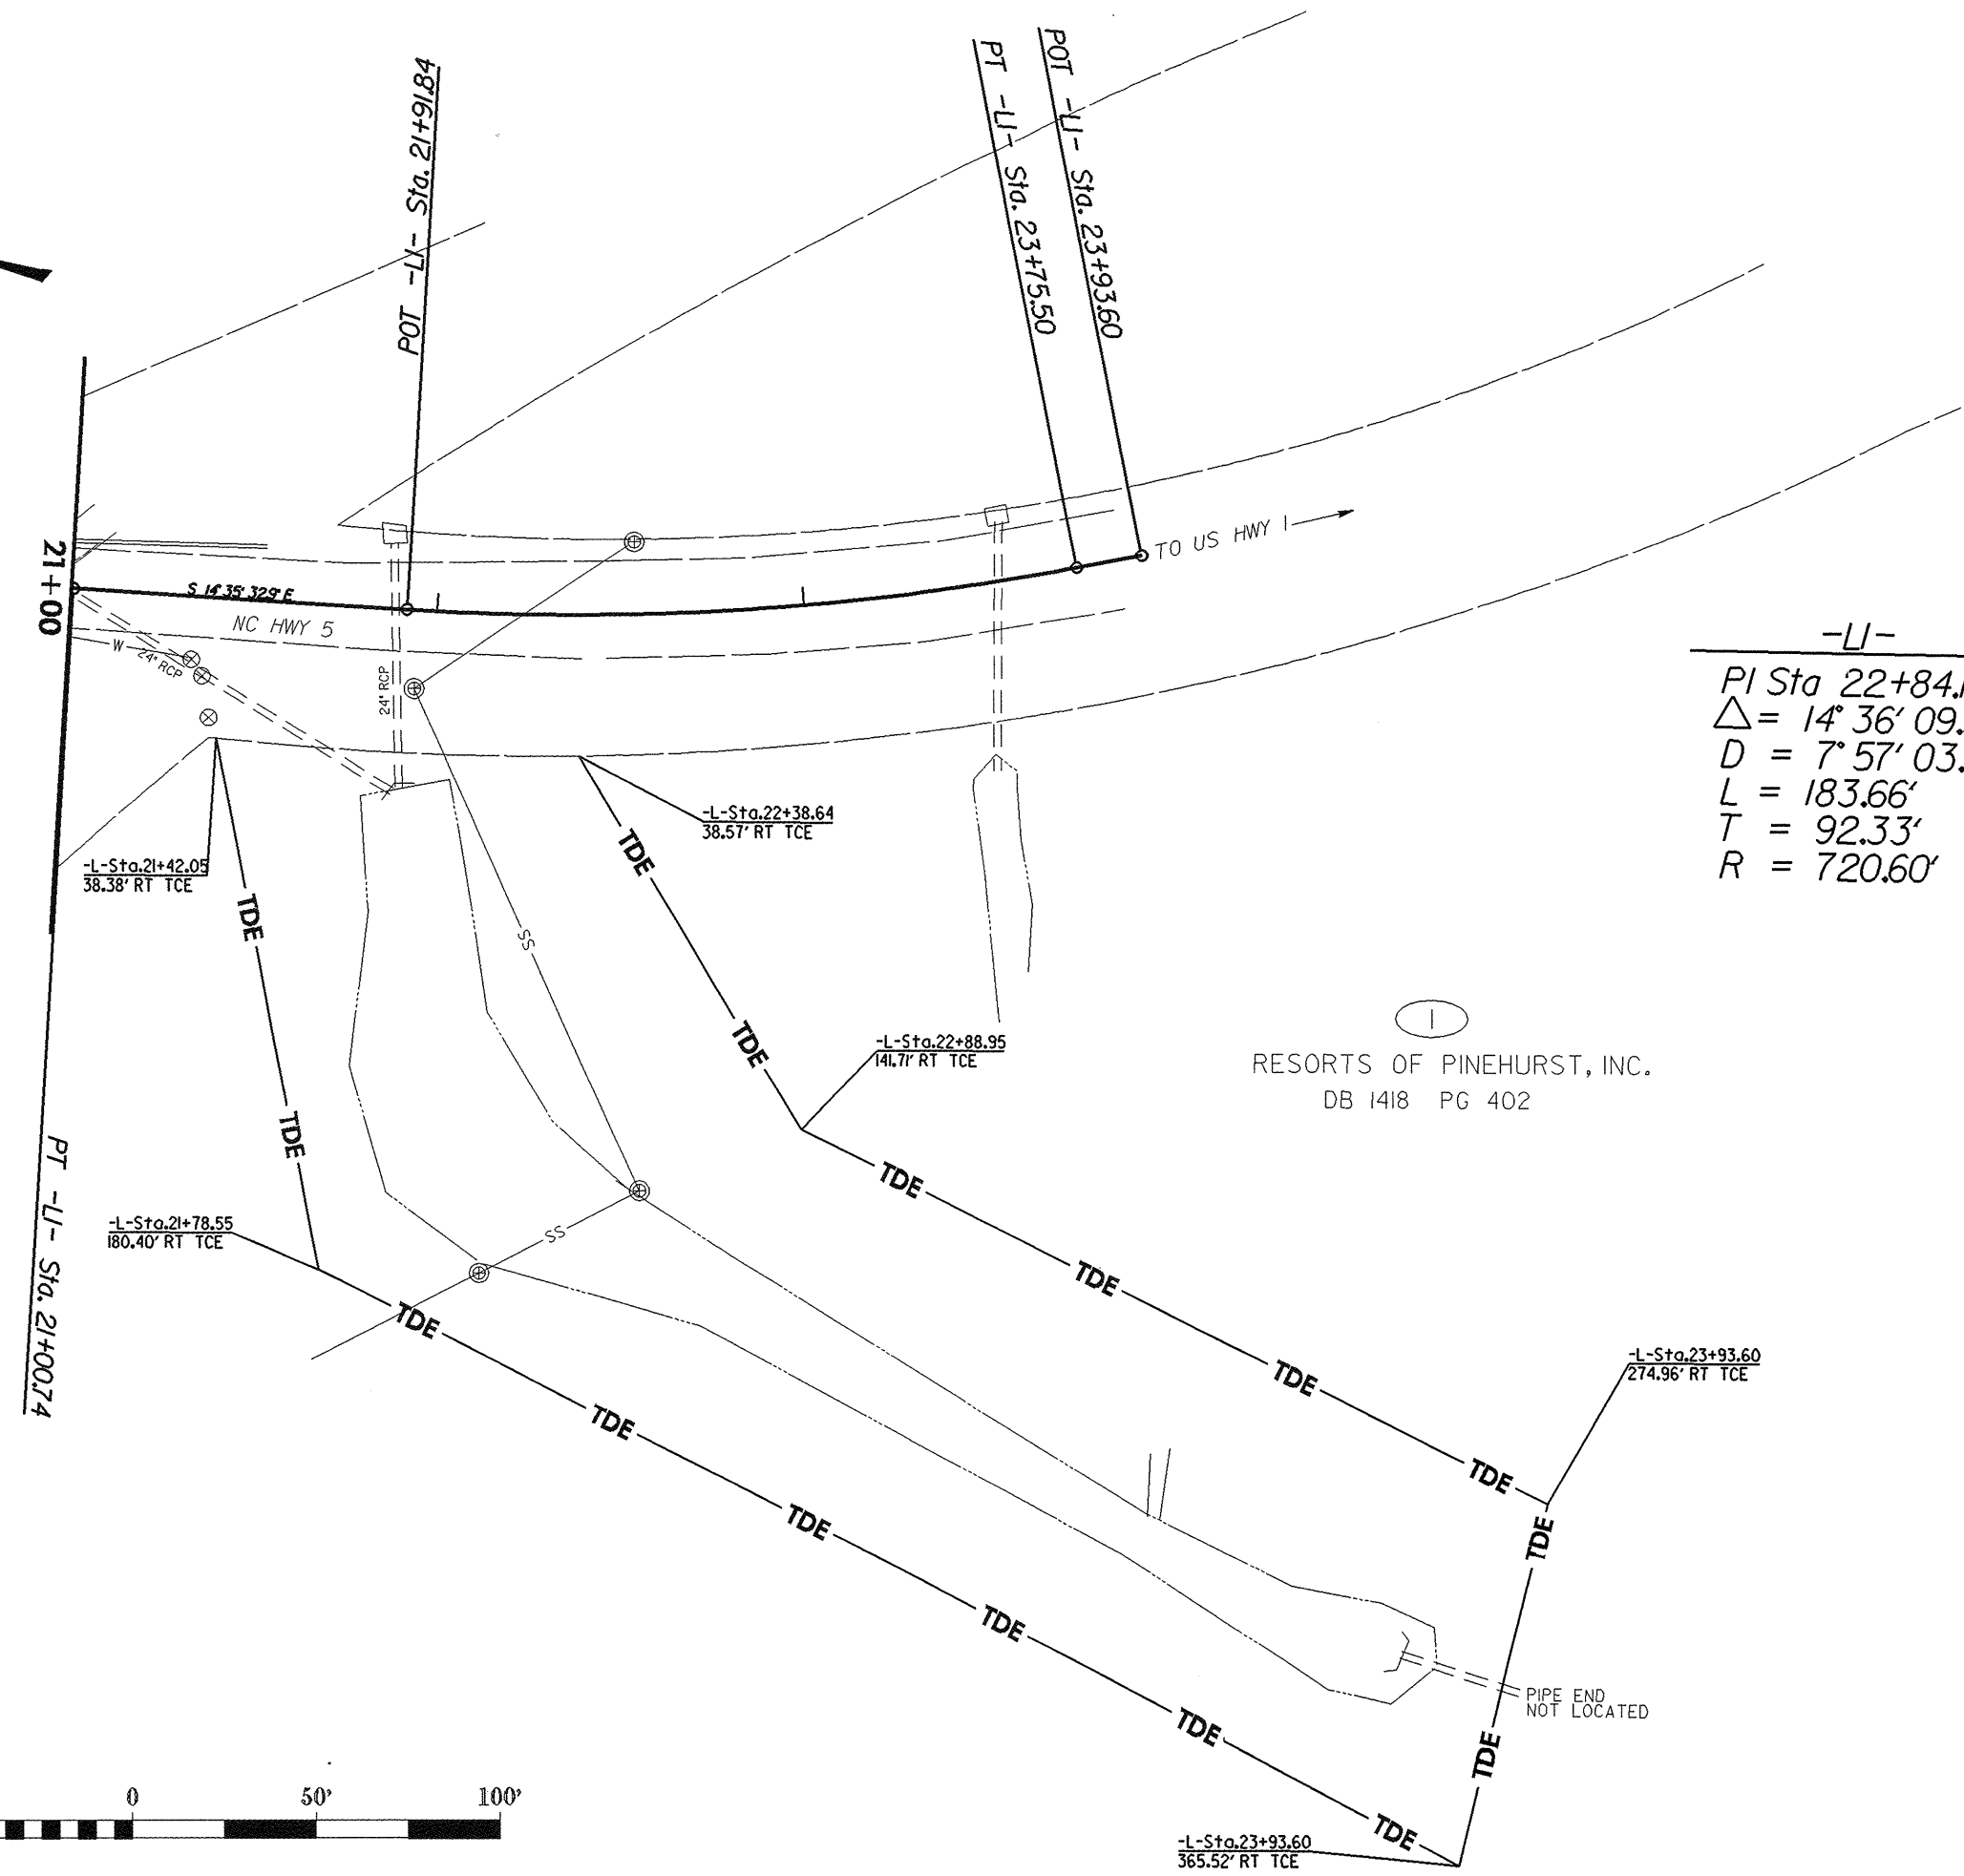 POT -L1- Sta. 21+91.84
PT -L1- Sta. 23+75.50
POT -L1- Sta. 23+93.60
TO US HWY 1
21+00
S 14°35'32.9" E
NC HWY 5
W
24" RCP
24" RCP
-L1-
PI Sta 22+84.1
△ = 14° 36' 09.
D = 7° 57' 03.
L = 183.66'
T = 92.33'
R = 720.60'
-L-Sta.22+38.64
38.57' RT TCE
-L-Sta.21+42.05
38.38' RT TCE
TDE
TDE
SS
-L-Sta.22+88.95
141.71' RT TCE
TDE
TDE
1
RESORTS OF PINEHURST, INC.
DB 1418 PG 402
PT -L1- Sta. 21+00.74
-L-Sta.21+78.55
180.40' RT TCE
SS
TDE
TDE
TDE
TDE
-L-Sta.23+93.60
274.96' RT TCE
TDE
TDE
TDE
TDE
TDE
TDE
TDE
PIPE END
NOT LOCATED
TDE
TDE
-L-Sta.23+93.60
365.52' RT TCE
0 50' 100'